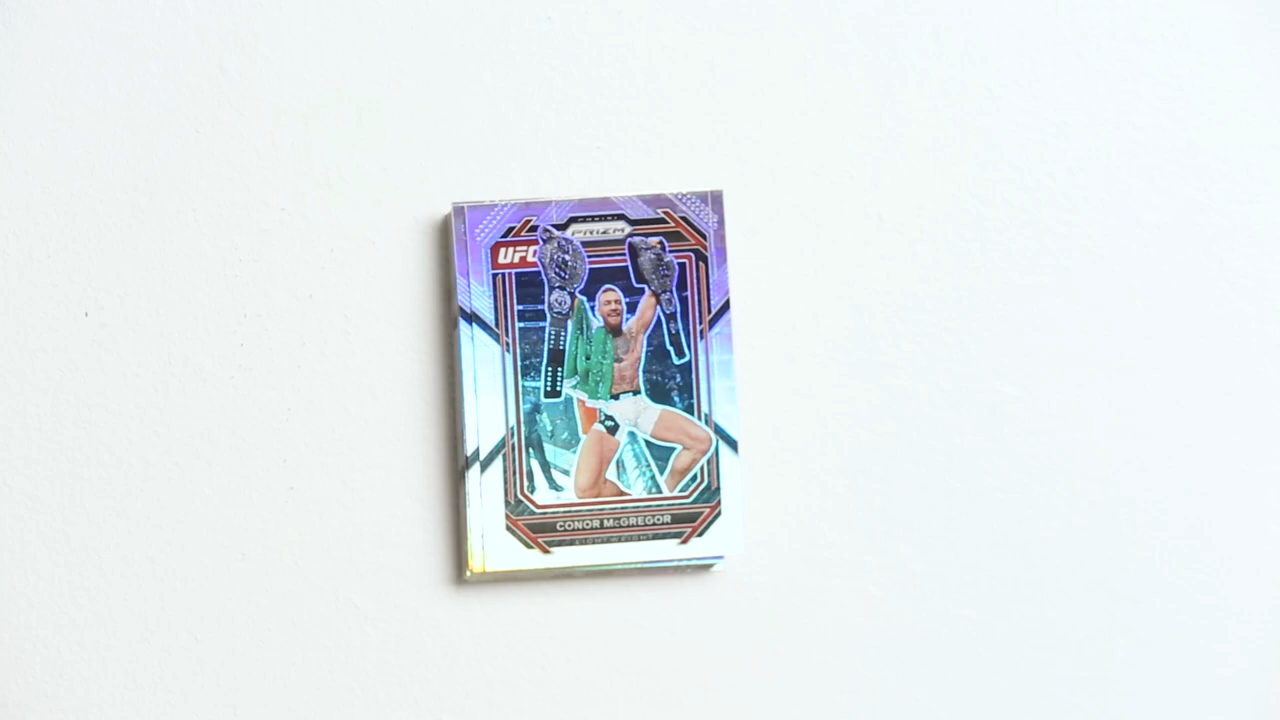 PANINI
PRIZM
UFC
CONOR McGREGOR
LIGHTWEIGHT